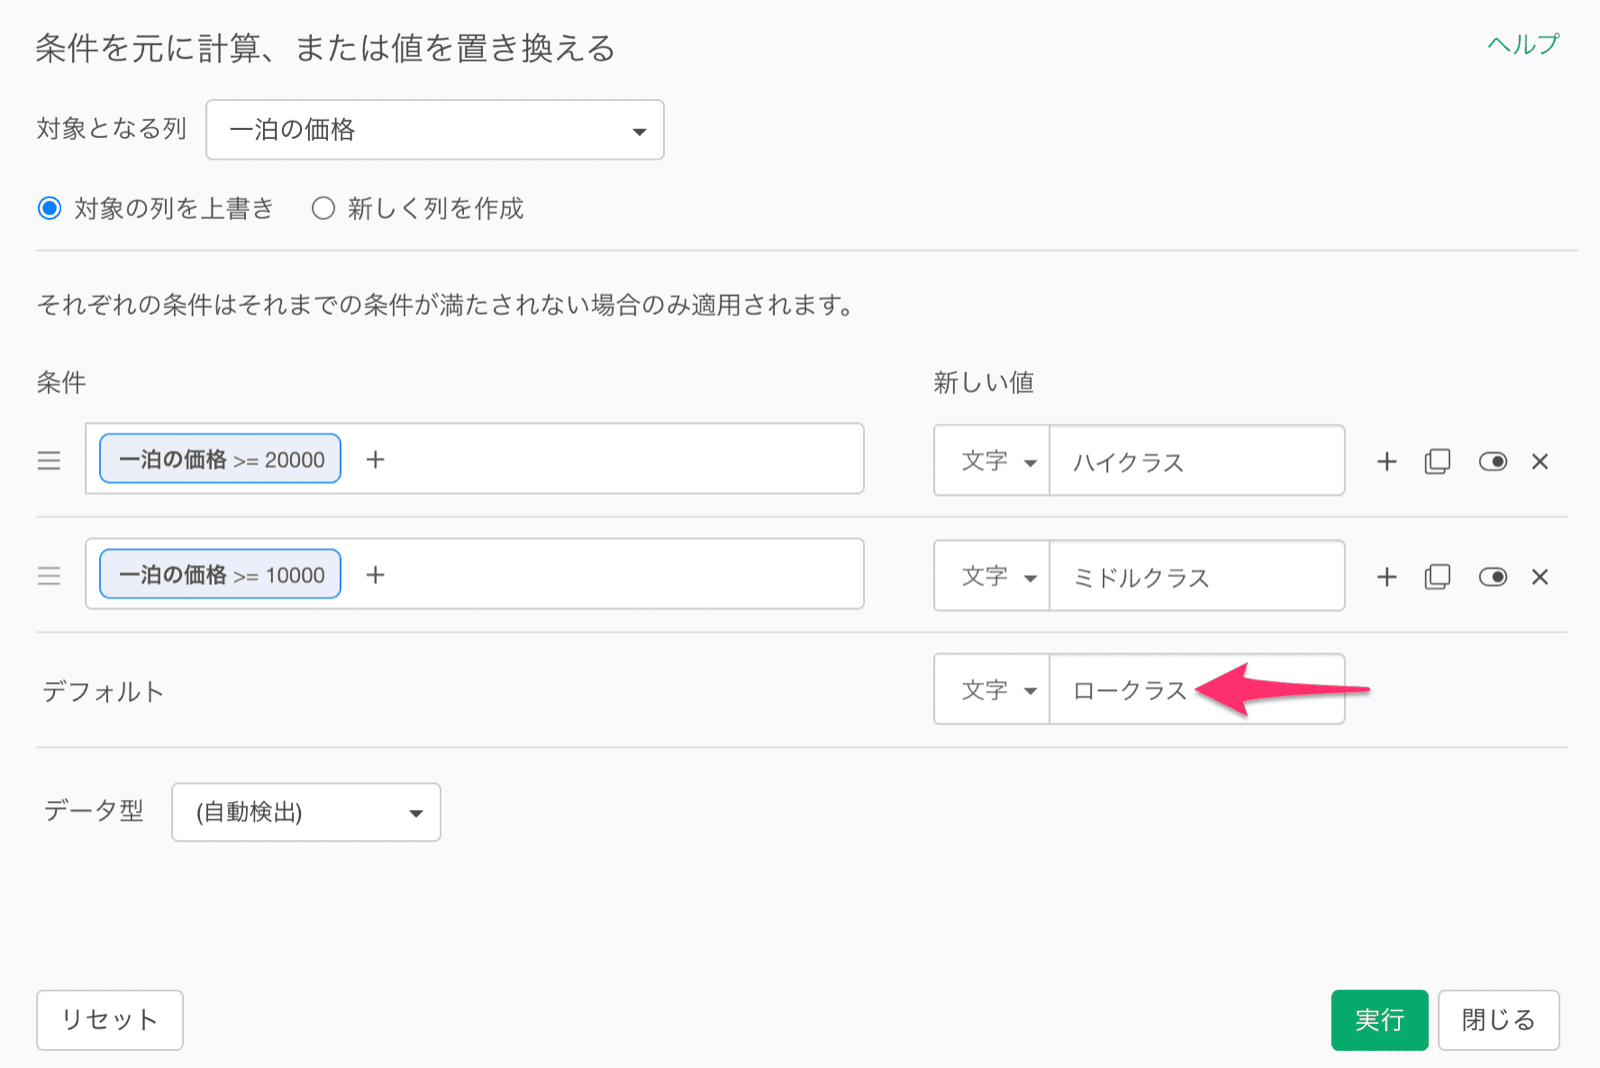 条件を元に計算、または値を置き換える
ヘルプ
対象となる列 一泊の価格
対象の列を上書き 新しく列を作成
それぞれの条件はそれまでの条件が満たされない場合のみ適用されます。
条件 新しい値
一泊の価格 >= 20000 + 文字 ハイクラス
一泊の価格 >= 10000 + 文字 ミドルクラス
デフォルト 文字 ロークラス
データ型 (自動検出)
リセット 実行 閉じる